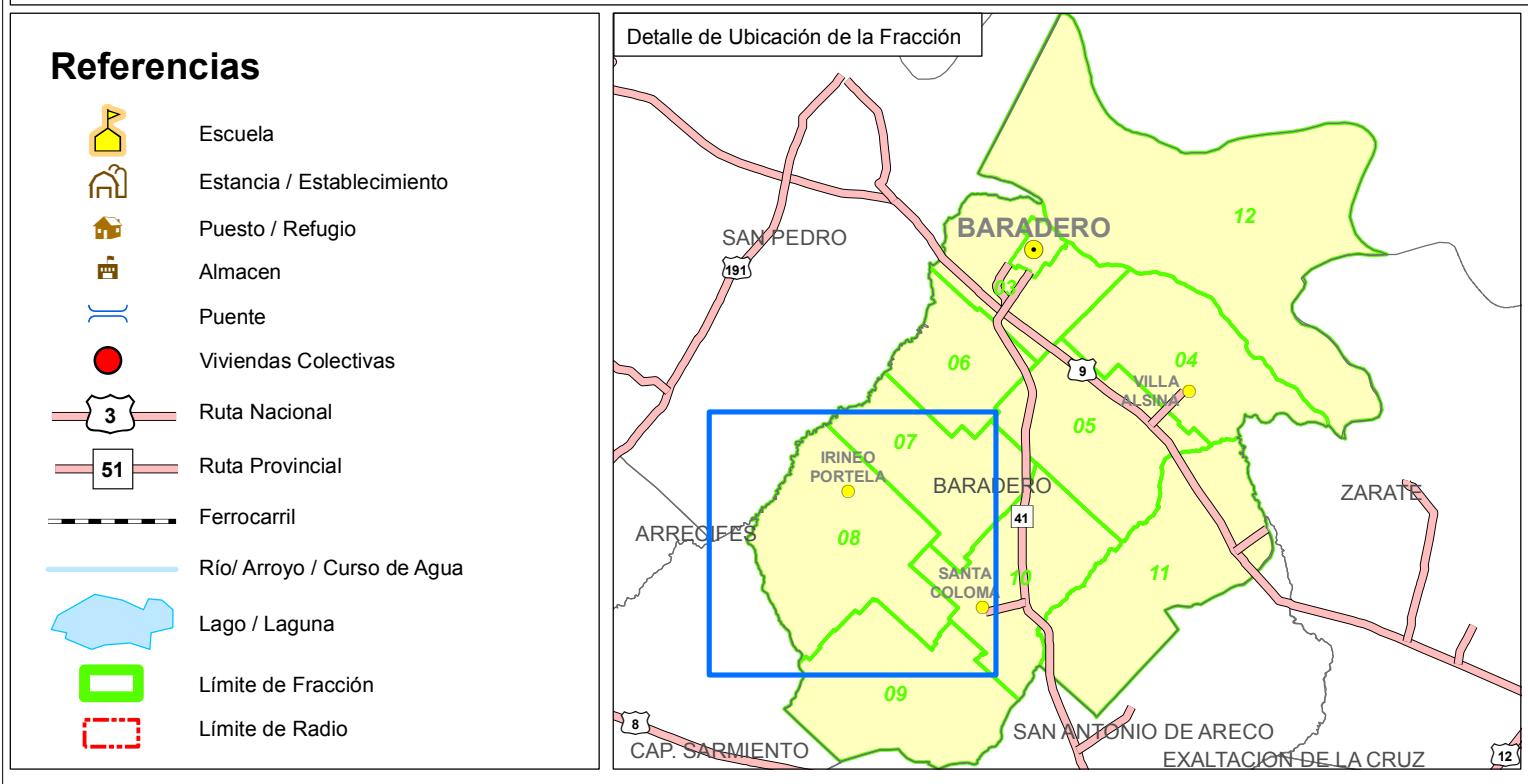 Referencias
Escuela
Estancia / Establecimiento
Puesto / Refugio
Almacen
Puente
Viviendas Colectivas
3
Ruta Nacional
51
Ruta Provincial
Ferrocarril
Río/ Arroyo / Curso de Agua
Lago / Laguna
Límite de Fracción
Límite de Radio
Detalle de Ubicación de la Fracción
12
BARADERO
SAN PEDRO
191
03
06
9
04
VILLA
ALSINA
05
07
IRINEO
PORTELA
BARADERO
ZARATE
41
ARRECIFES
08
SANTA
COLOMA
10
11
09
8
CAP. SARMIENTO
SAN ANTONIO DE ARECO
EXALTACION DE LA CRUZ
12